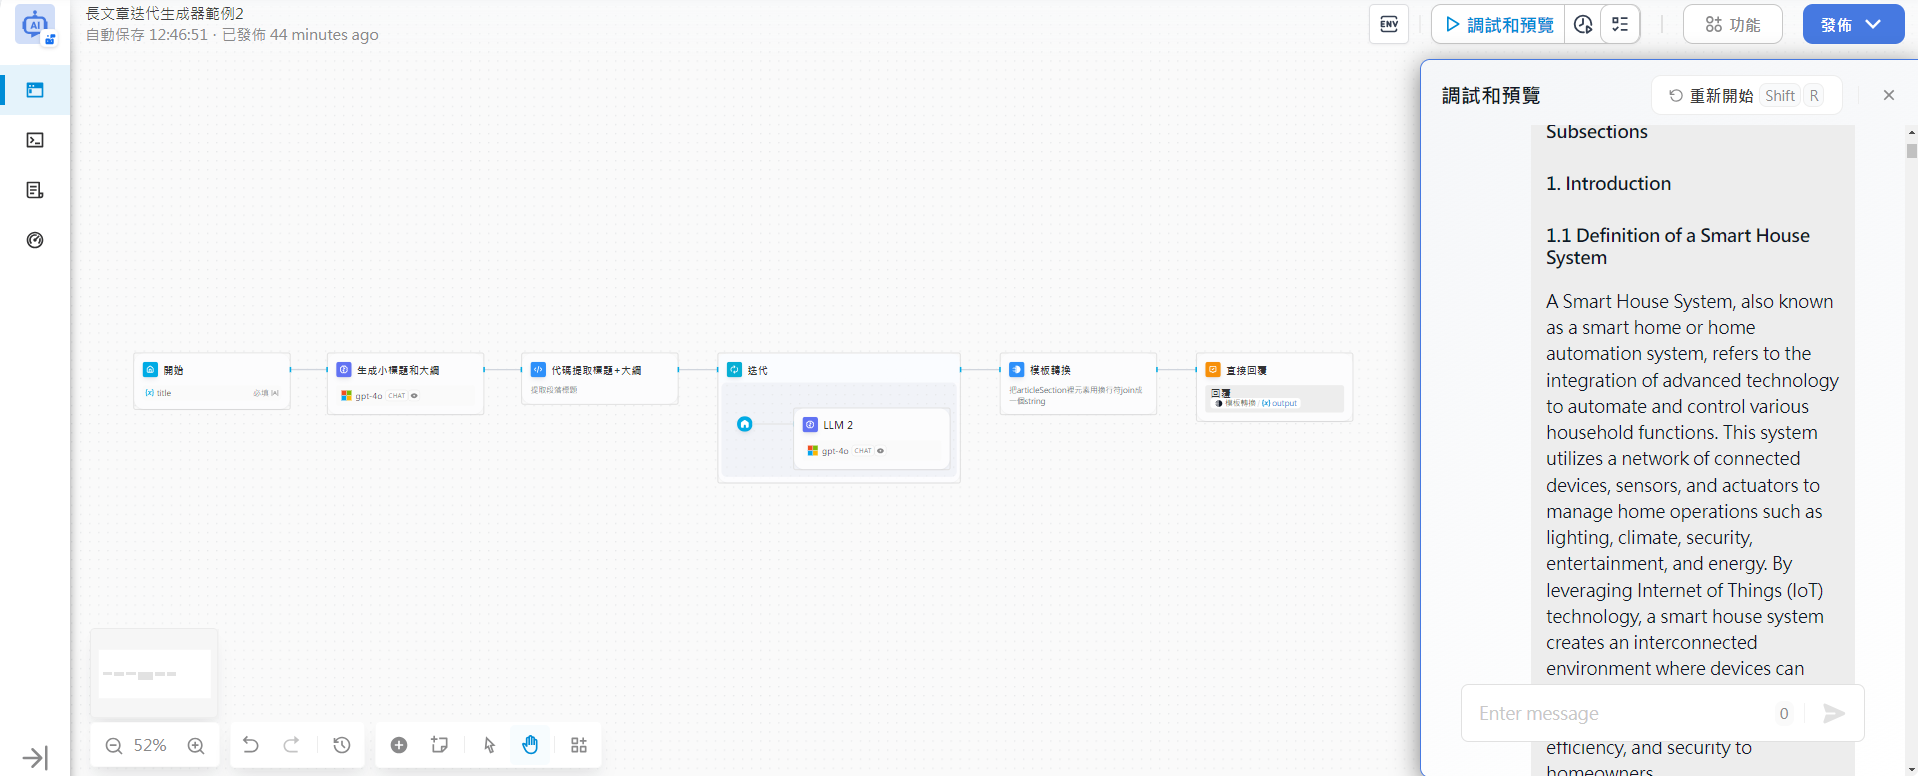 長文章迭代生成器範例2
自動保存 12:46:51 · 已發佈 44 minutes ago
ENV
調試和預覽
功能
發佈
AI
開始
{x} title
必填
生成小標題和大綱
gpt-4o CHAT
代碼提取標題+大綱
提取段落標題
迭代
LLM 2
gpt-4o CHAT
模板轉換
把articleSection裡元素用換行符join成
一個string
直接回覆
回覆
模板轉換 / {x} output
52%
調試和預覽
重新開始 Shift R
Subsections
1. Introduction
1.1 Definition of a Smart House
System
A Smart House System, also known
as a smart home or home
automation system, refers to the
integration of advanced technology
to automate and control various
household functions. This system
utilizes a network of connected
devices, sensors, and actuators to
manage home operations such as
lighting, climate, security,
entertainment, and energy. By
leveraging Internet of Things (IoT)
technology, a smart house system
creates an interconnected
environment where devices can
Enter message
0
efficiency, and security to
homeowners.